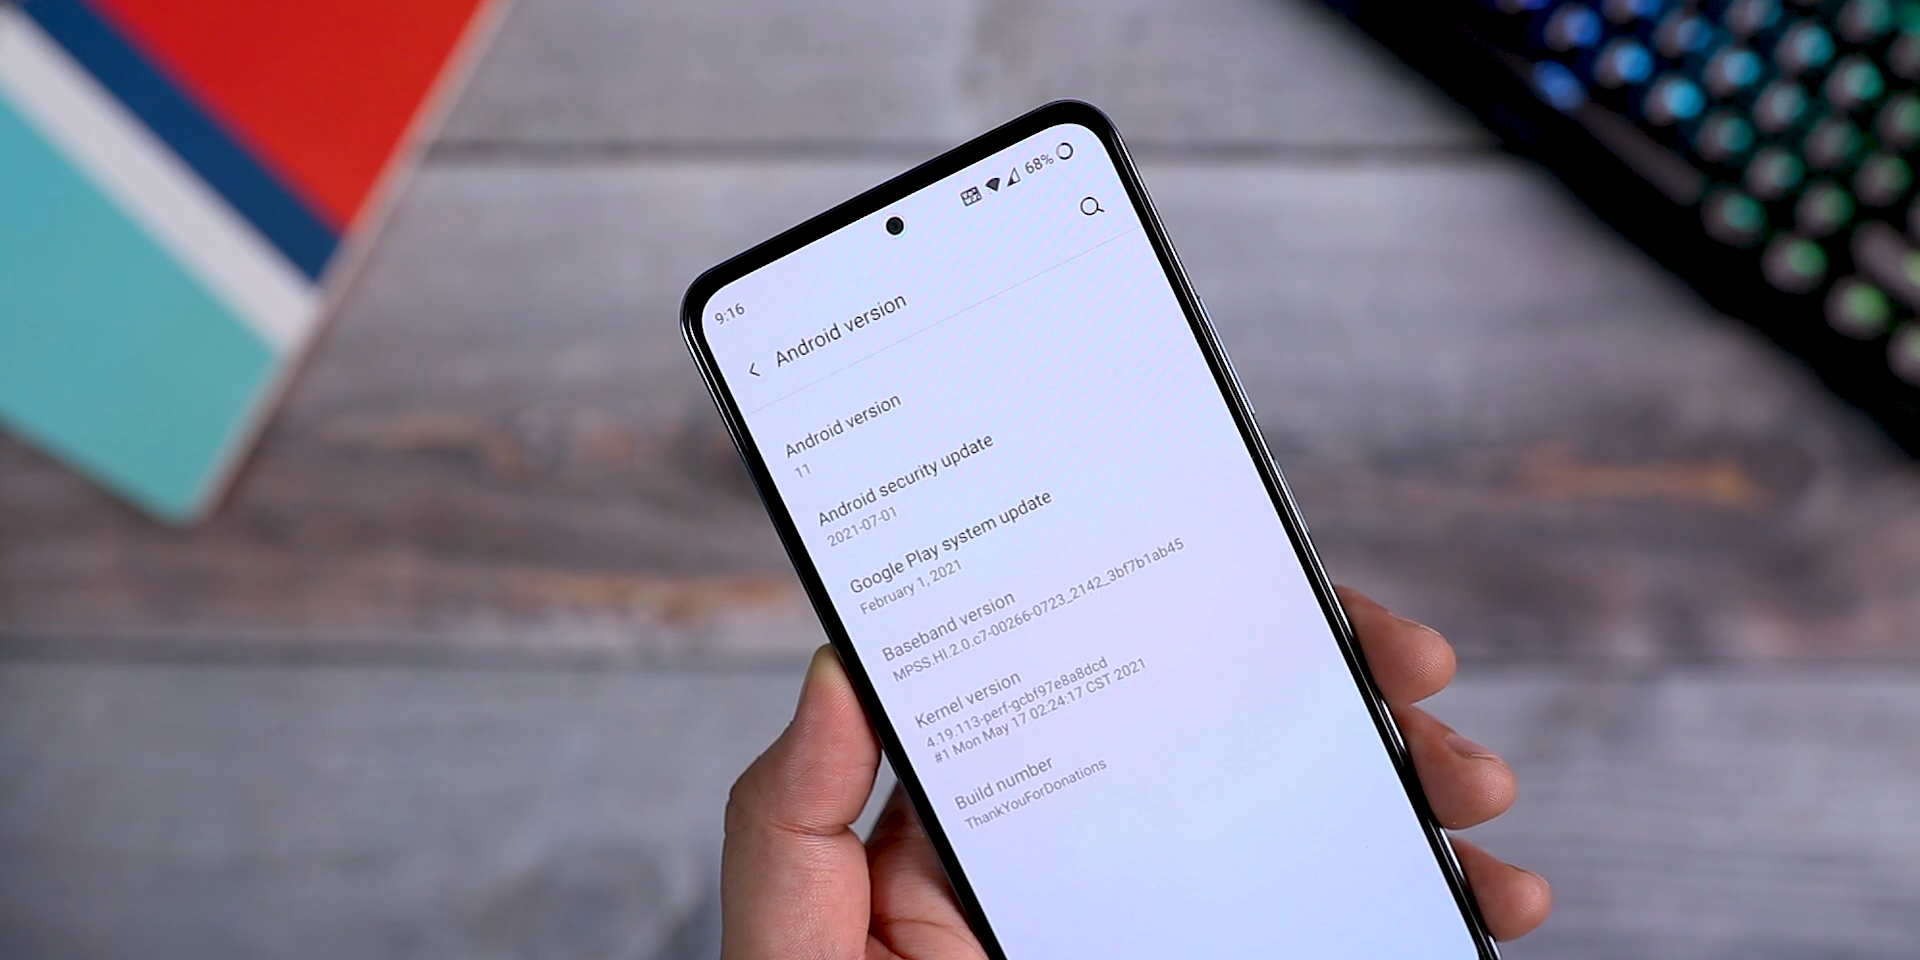 9:16
68%
Android version
Android version
11
Android security update
2021-07-01
Google Play system update
February 1, 2021
Baseband version
MPSS.HI.2.0.c7-00266-0723_2142_3bf7b1ab45
Kernel version
4.19.113-perf-gcbf97e8a8dcd
#1 Mon May 17 02:24:17 CST 2021
Build number
ThankYouForDonations